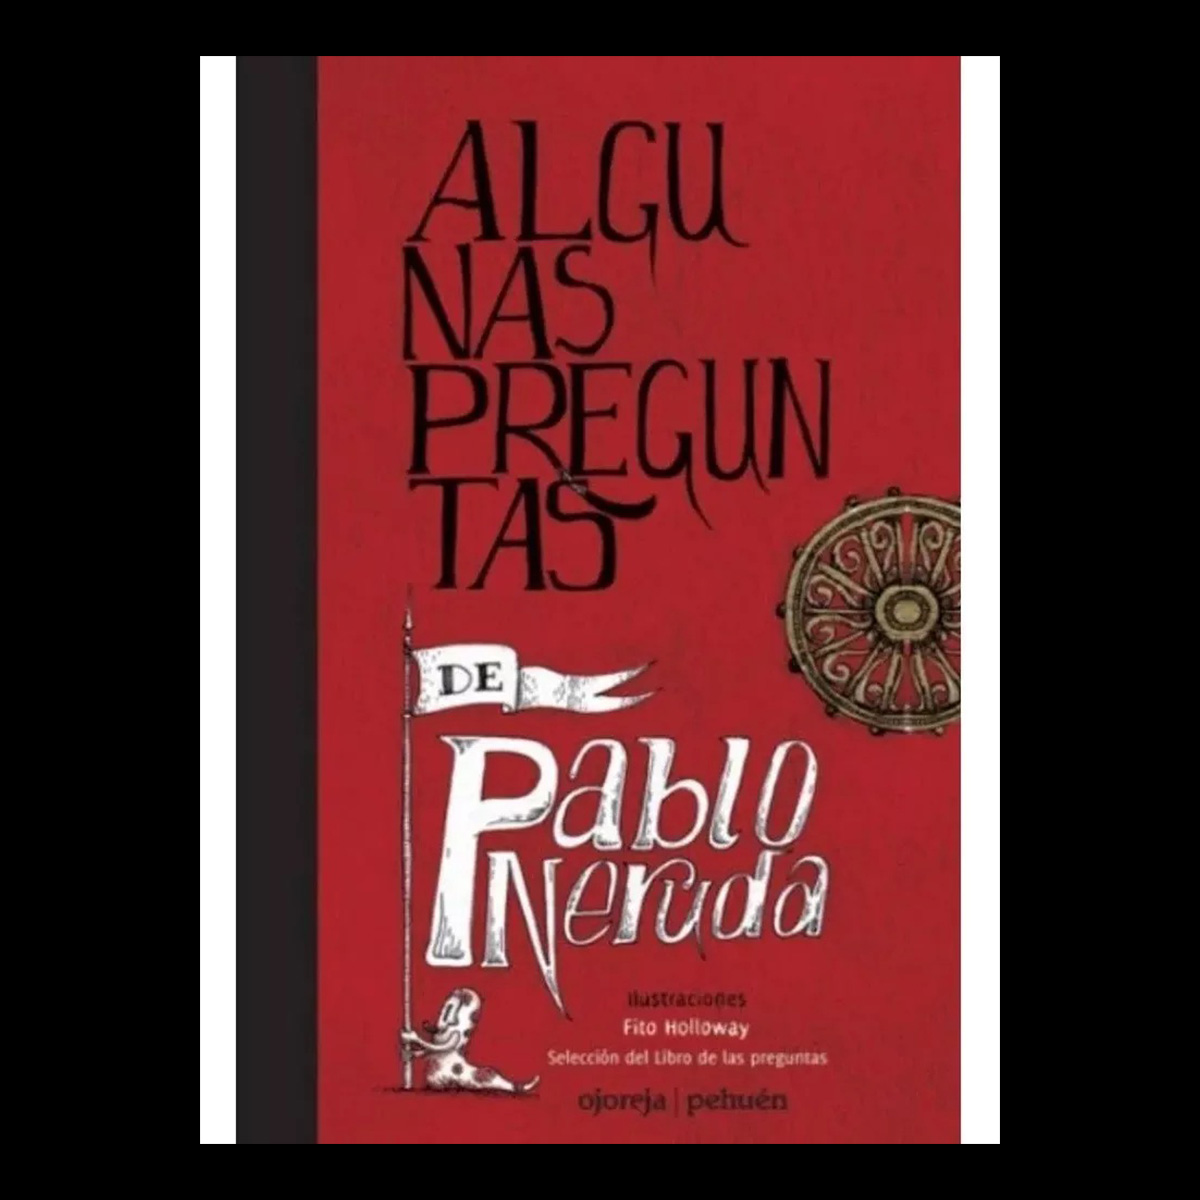 ALGU
NAS
PREGUN
TAS
DE
Pablo
Neruda
Ilustraciones
Fito Holloway
Selección del Libro de las preguntas
ojoreja | pehuén